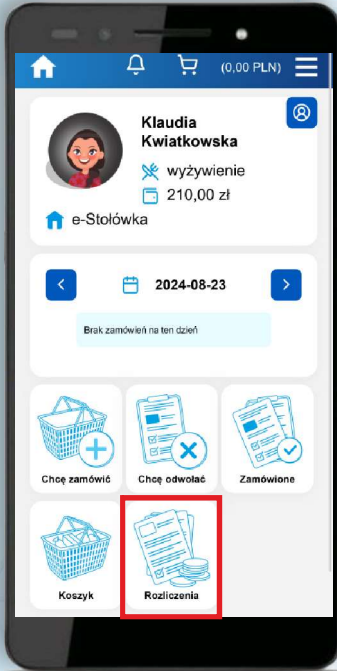 (0,00 PLN)
Klaudia
Kwiatkowska
wyżywienie
210,00 zł
e-Stołówka
2024-08-23
Brak zamówień na ten dzień
Chcę zamówić
Chcę odwołać
Zamówione
Koszyk
Rozliczenia